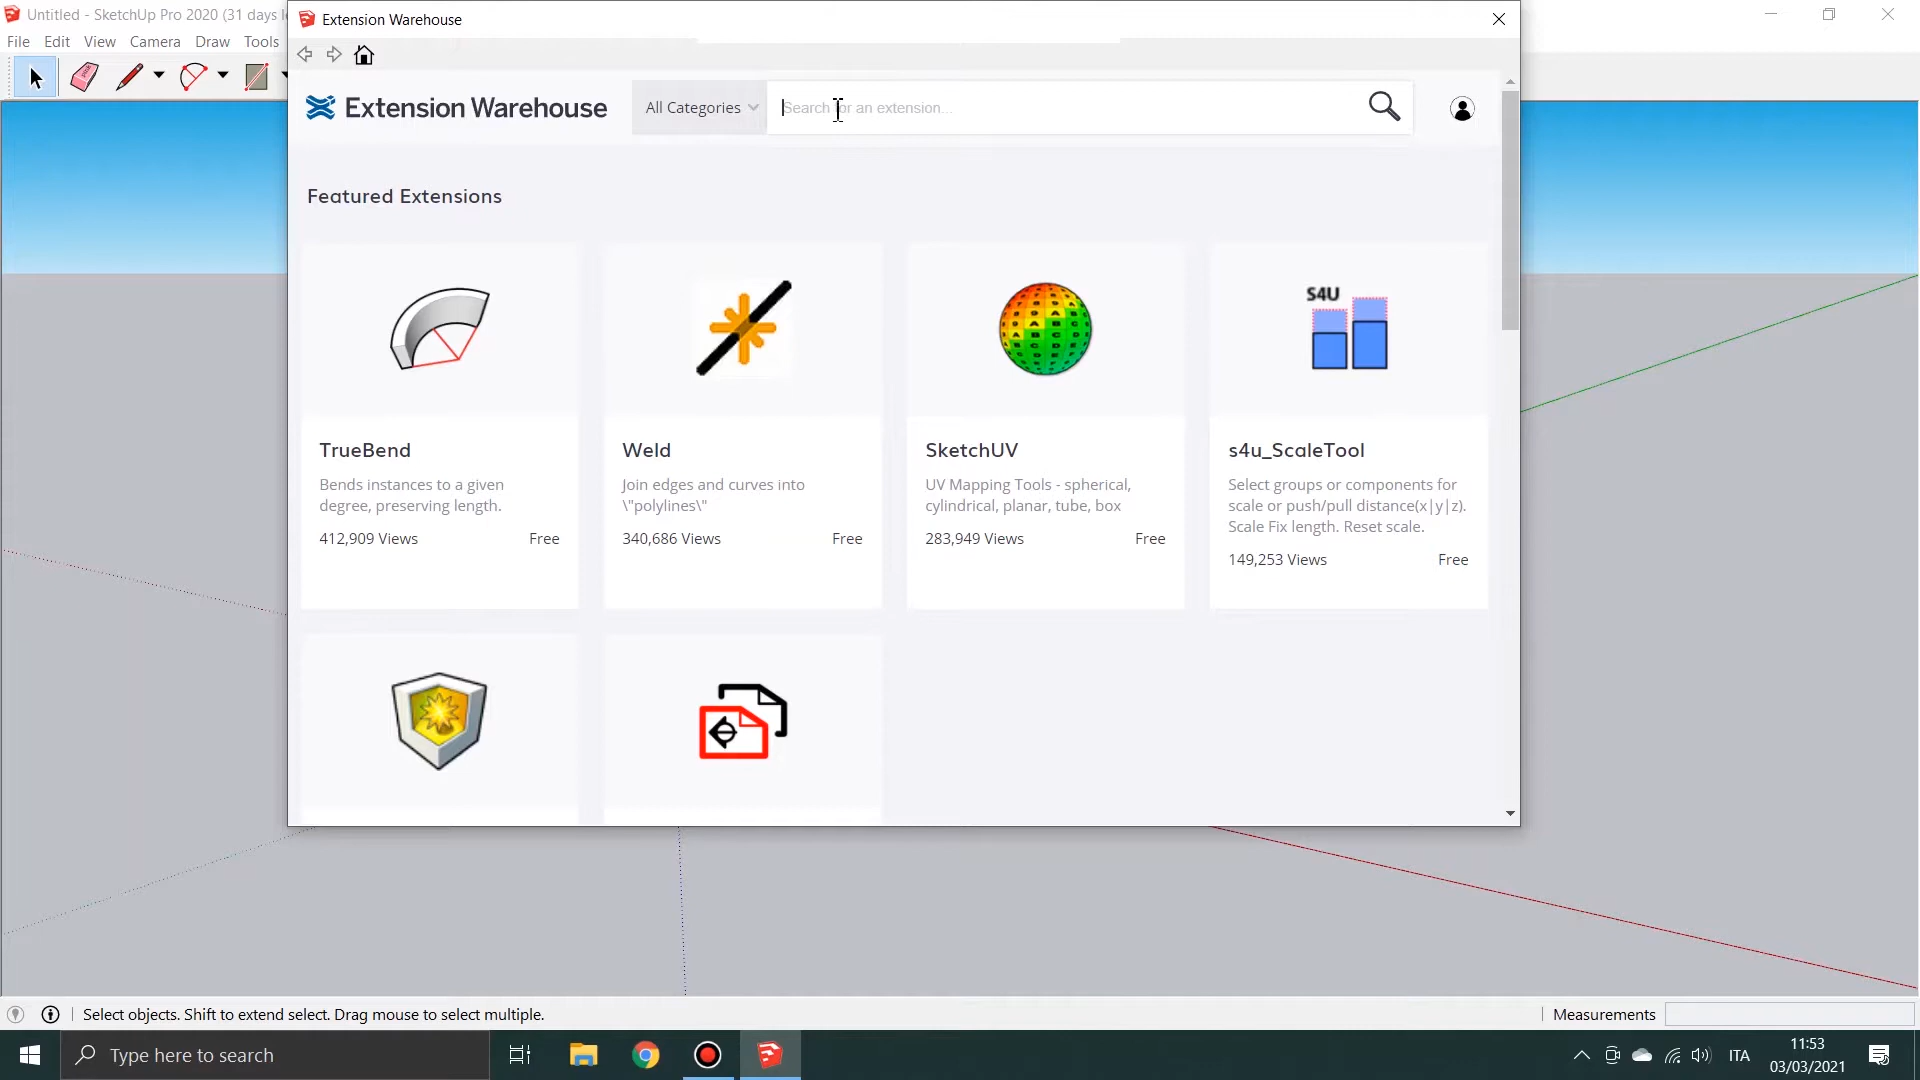 Untitled - SketchUp Pro 2020 (31 days l
Extension Warehouse
File Edit View Camera Draw Tools
Extension Warehouse
All Categories
Search for an extension...
Featured Extensions
S4U
TrueBend
Bends instances to a given
degree, preserving length.
412,909 Views Free
Weld
Join edges and curves into
\"polylines\"
340,686 Views Free
SketchUV
UV Mapping Tools - spherical,
cylindrical, planar, tube, box
283,949 Views Free
s4u_ScaleTool
Select groups or components for
scale or push/pull distance(x|y|z).
Scale Fix length. Reset scale.
149,253 Views Free
Select objects. Shift to extend select. Drag mouse to select multiple.
Measurements
Type here to search
ITA
11:53
03/03/2021